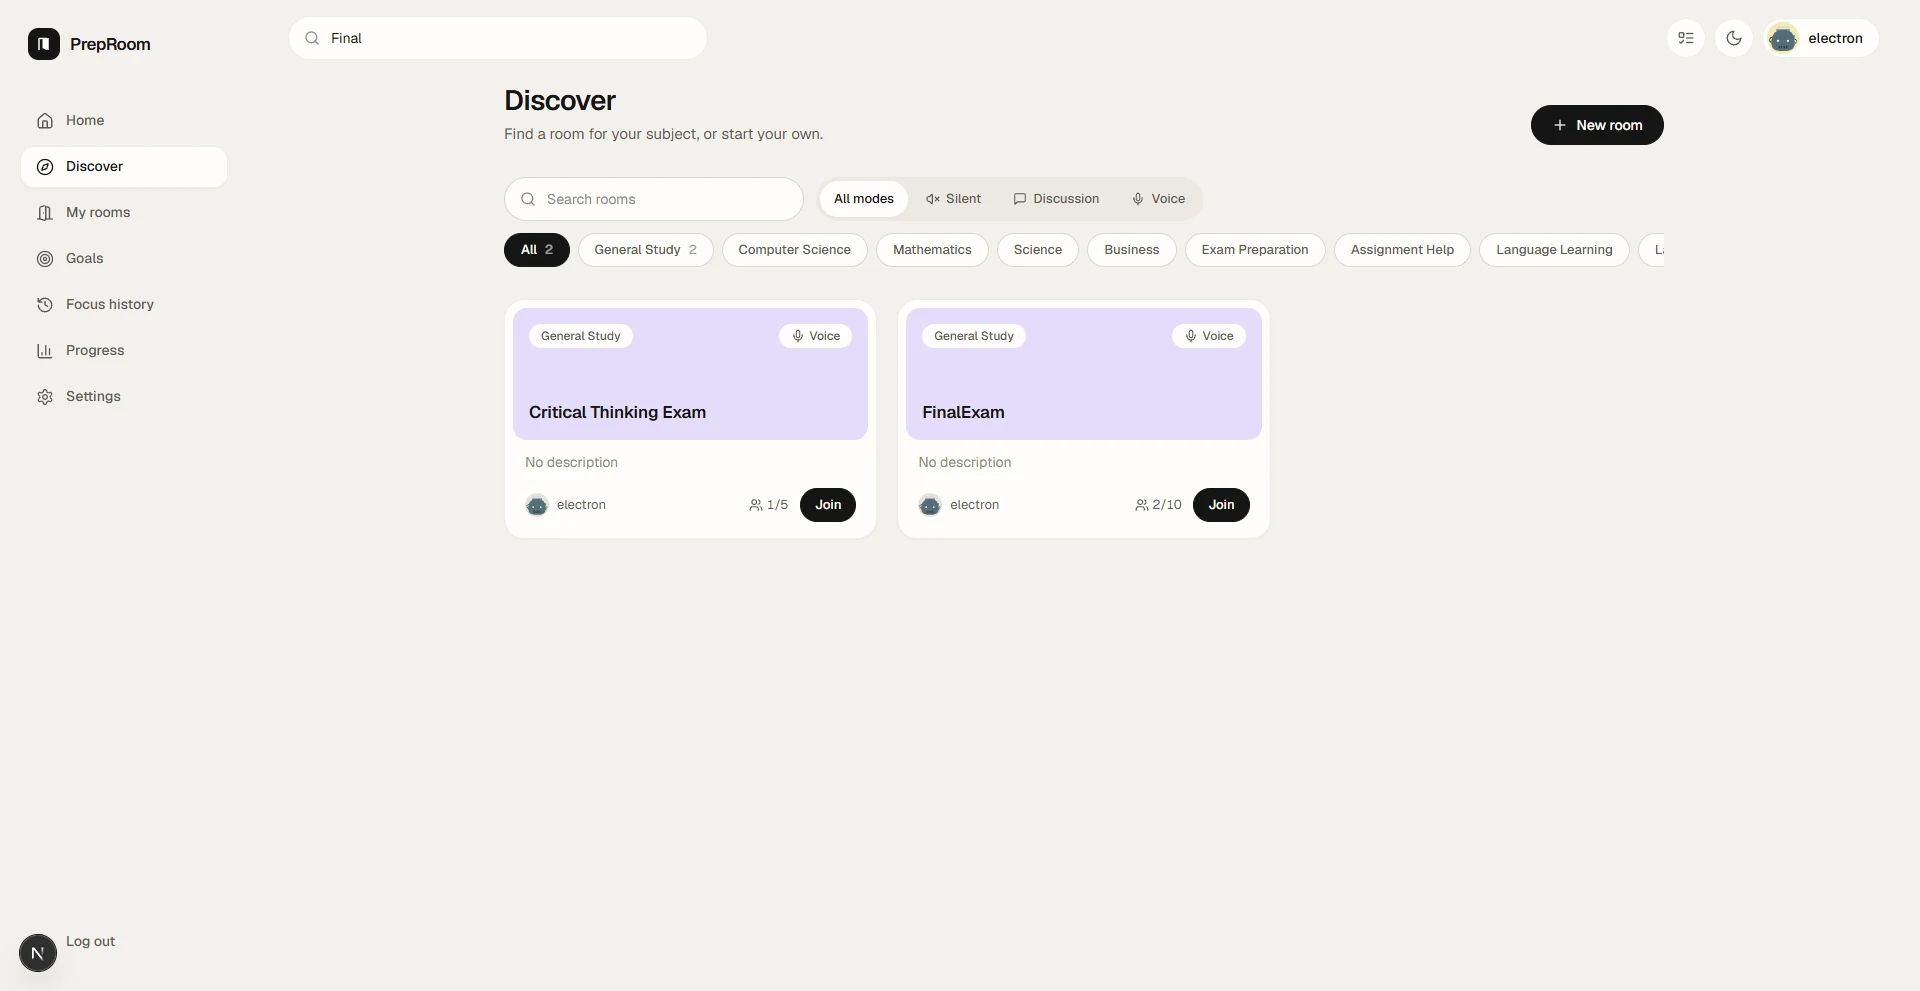 PrepRoom
Final
electron
Home
Discover
My rooms
Goals
Focus history
Progress
Settings
Log out
Discover
Find a room for your subject, or start your own.
New room
Search rooms
All modes Silent Discussion Voice
All 2 General Study 2 Computer Science Mathematics Science Business Exam Preparation Assignment Help Language Learning
General Study Voice
Critical Thinking Exam
No description
electron 1/5 Join
General Study Voice
FinalExam
No description
electron 2/10 Join
N